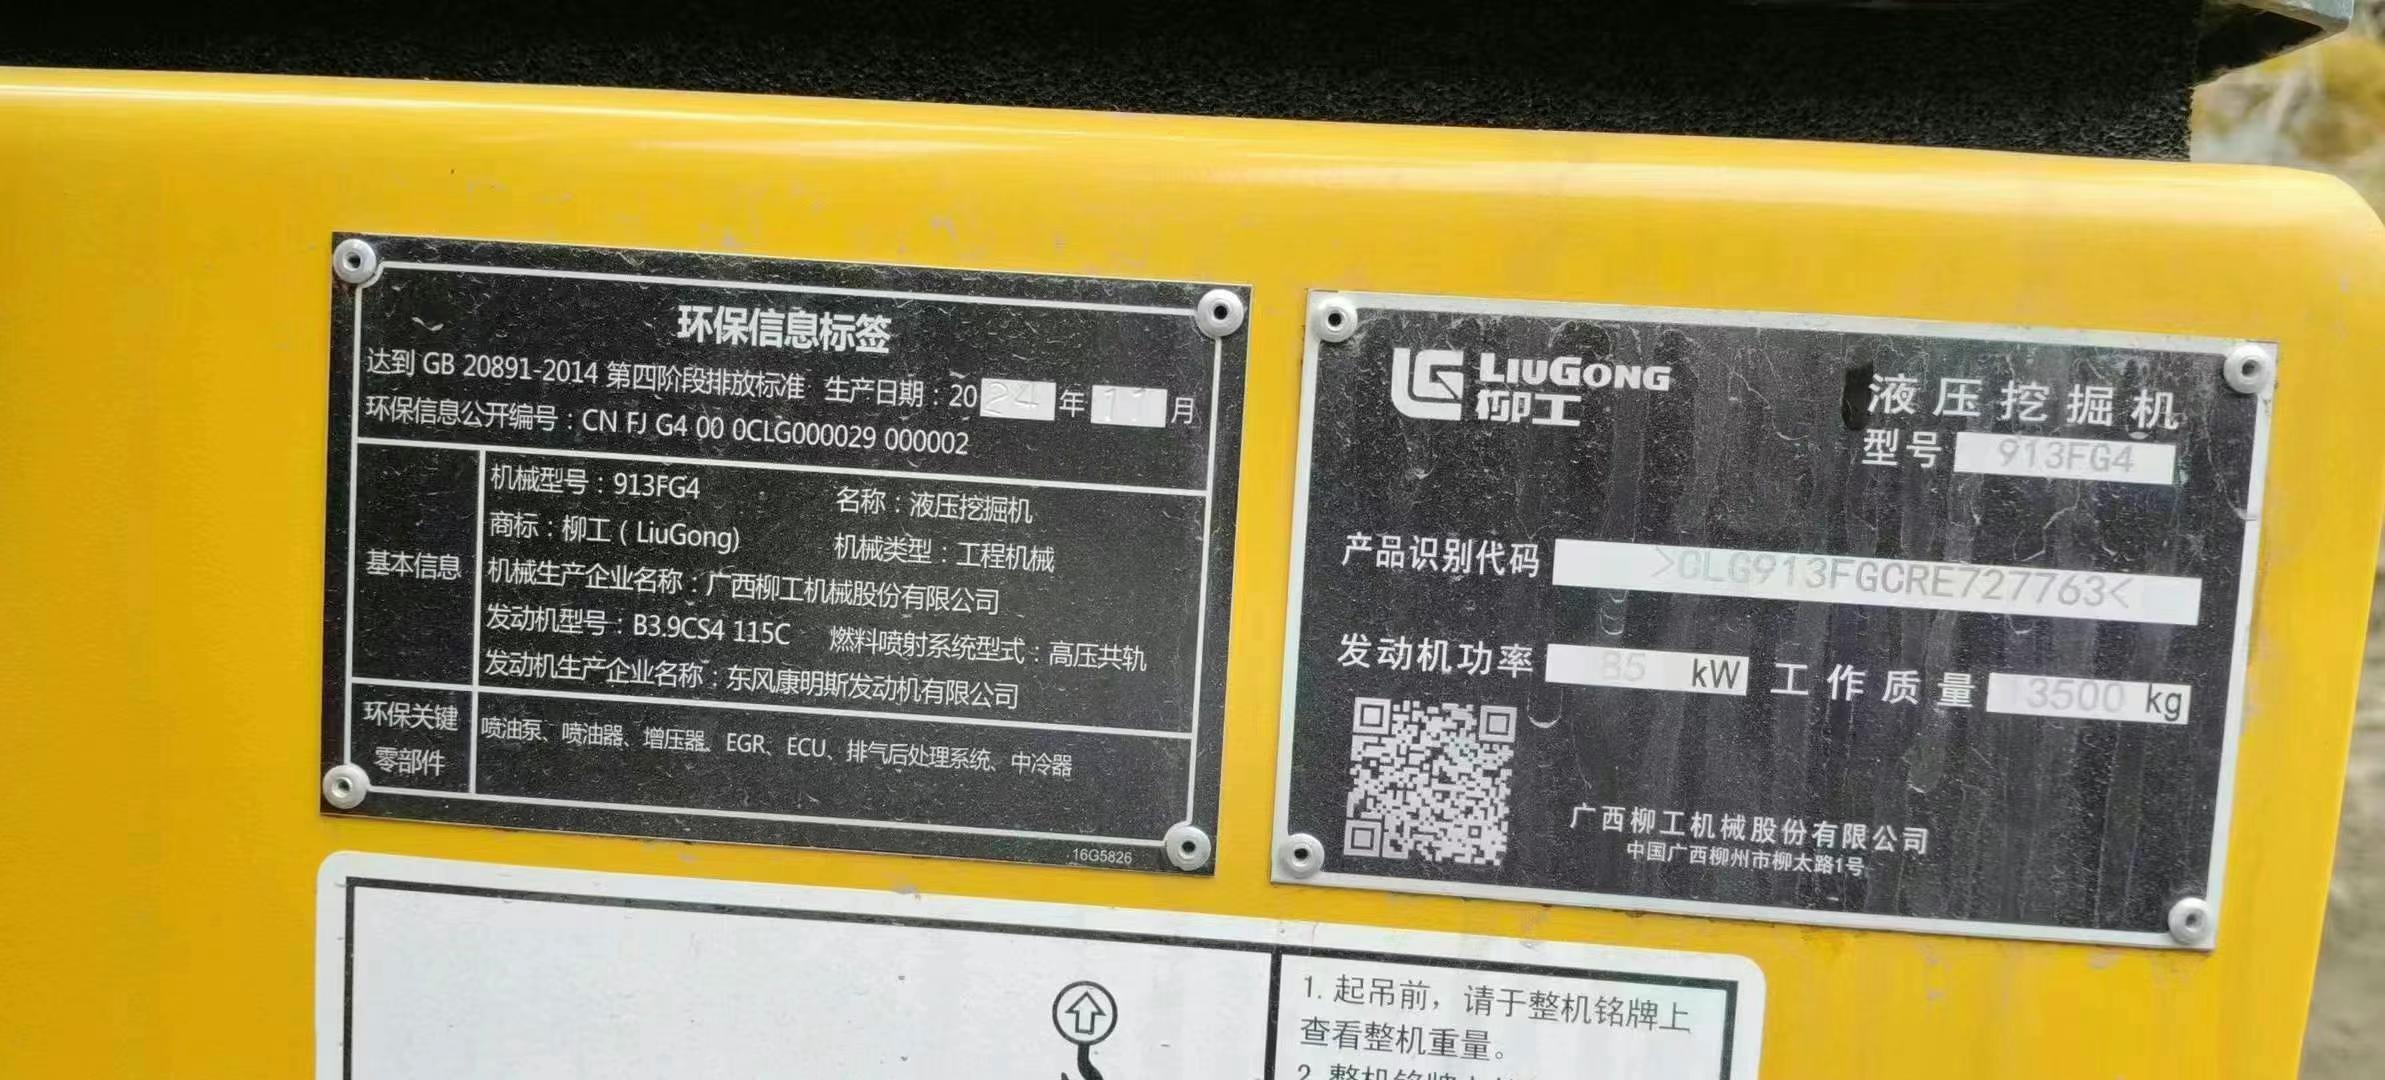 环保信息标签
达到 GB 20891-2014 第四阶段排放标准 生产日期：2024年11月
环保信息公开编号：CN FJ G4 00 0CLG000029 000002
基本信息
机械型号：913FG4 名称：液压挖掘机
商标：柳工（LiuGong） 机械类型：工程机械
机械生产企业名称：广西柳工机械股份有限公司
发动机型号：B3.9CS4 115C 燃料喷射系统型式：高压共轨
发动机生产企业名称：东风康明斯发动机有限公司
环保关键
零部件
喷油泵、喷油器、增压器、EGR、ECU、排气后处理系统、中冷器
16G5826
LG LIUGONG
柳工
液压挖掘机
型号 913FG4
产品识别代码 >CLG913FGCRE727763<
发动机功率 85 kW 工作质量 13500 kg
广西柳工机械股份有限公司
中国广西柳州市柳太路1号
1. 起吊前，请于整机铭牌上
查看整机重量。